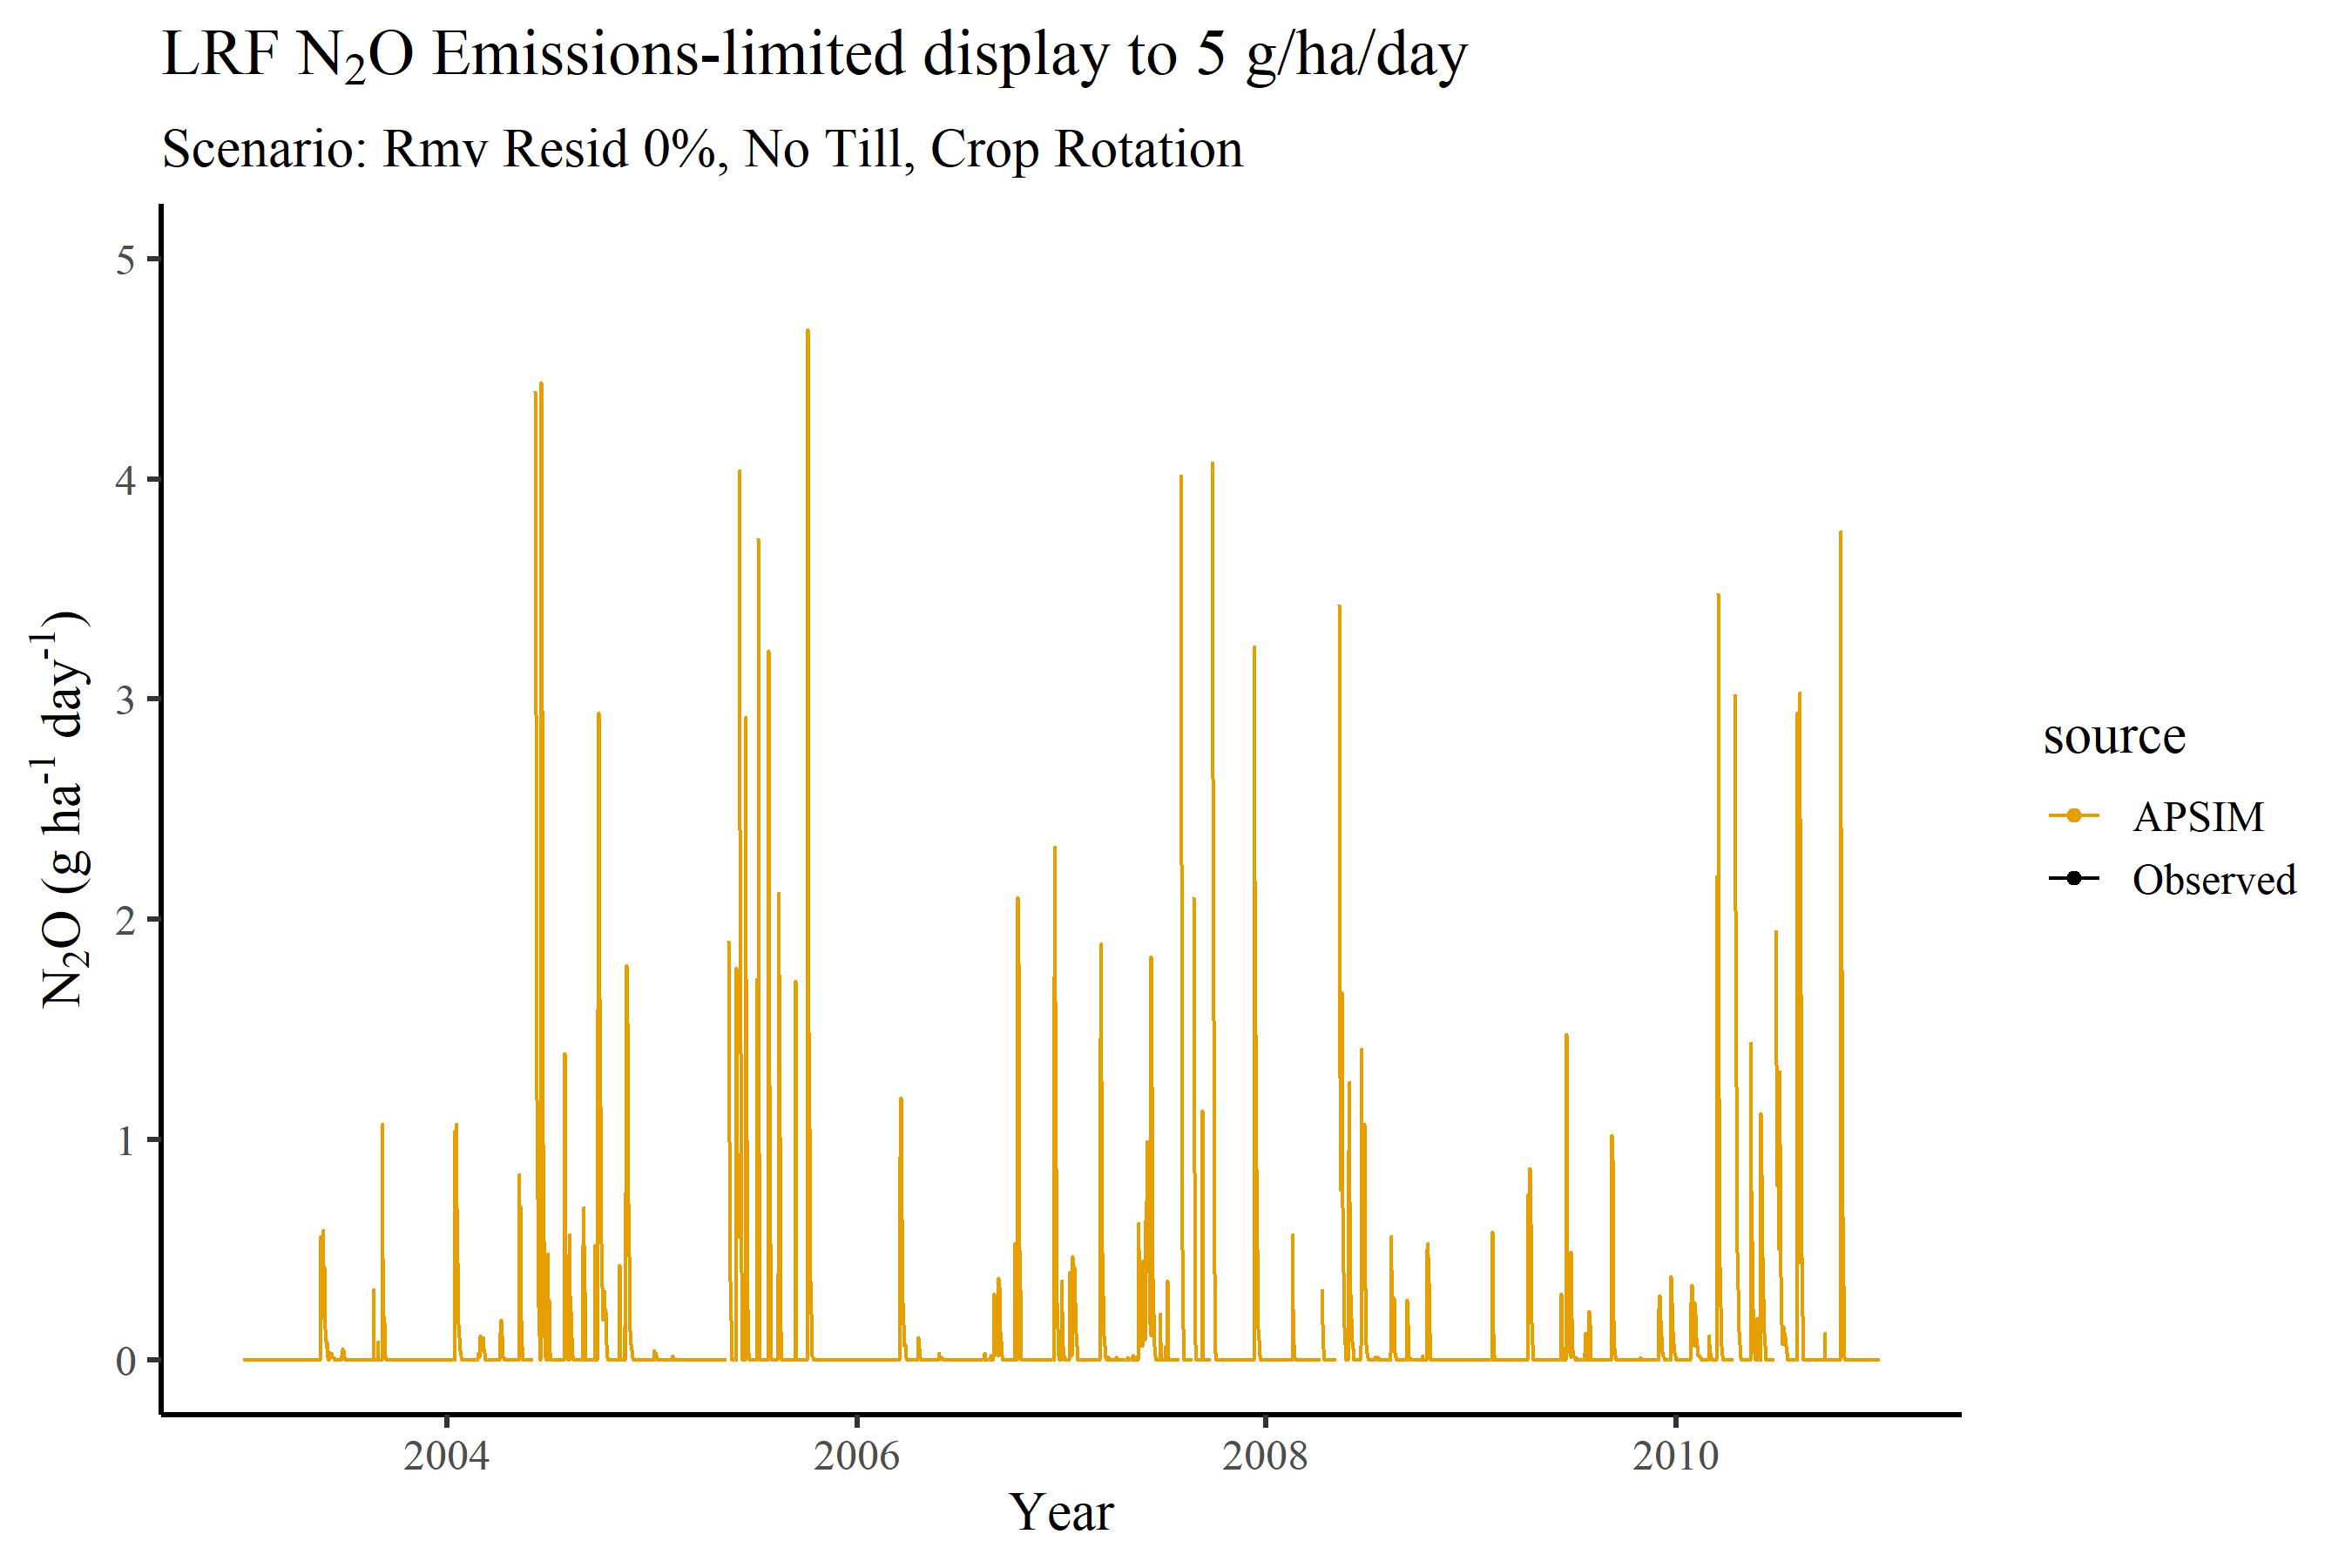 LRF N₂O Emissions-limited display to 5 g/ha/day
Scenario: Rmv Resid 0%, No Till, Crop Rotation
N₂O (g ha⁻¹ day⁻¹)
5
4
3
2
1
0
2004 2006 2008 2010
Year
source
APSIM
Observed